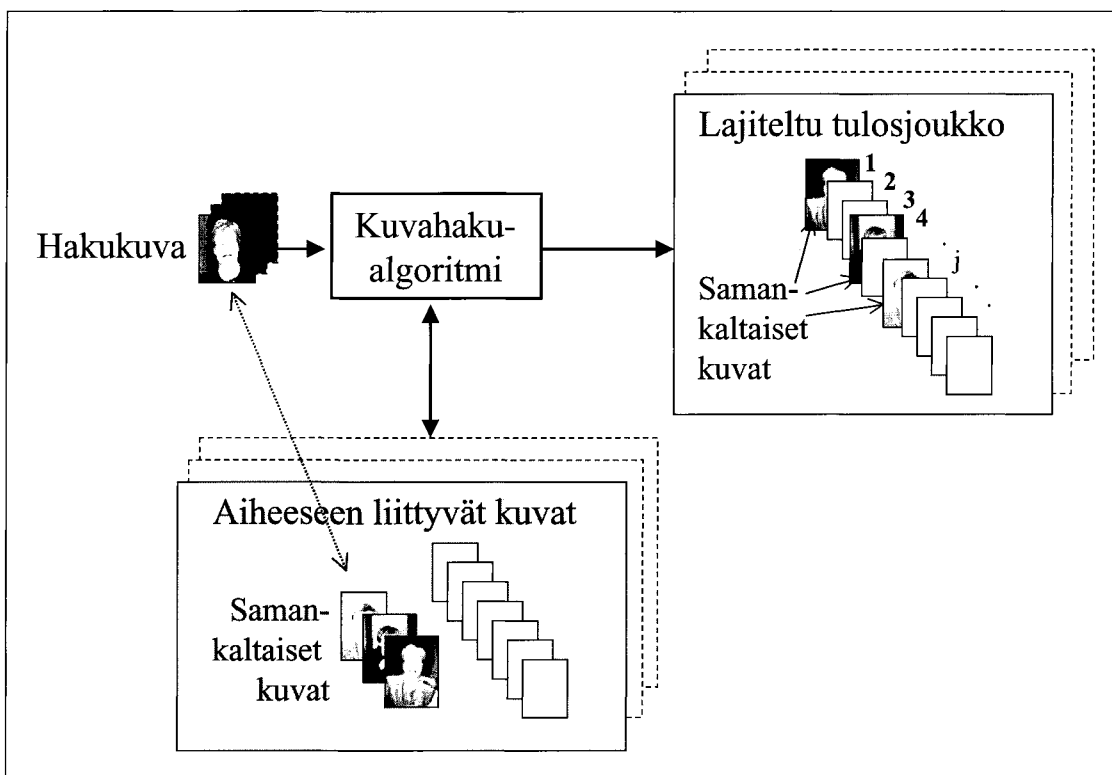 Lajiteltu tulosjoukko
1
2
3
4
j
Saman-
kaltaiset
kuvat
Hakukuva
Kuvahaku-
algoritmi
Aiheeseen liittyvät kuvat
Saman-
kaltaiset
kuvat